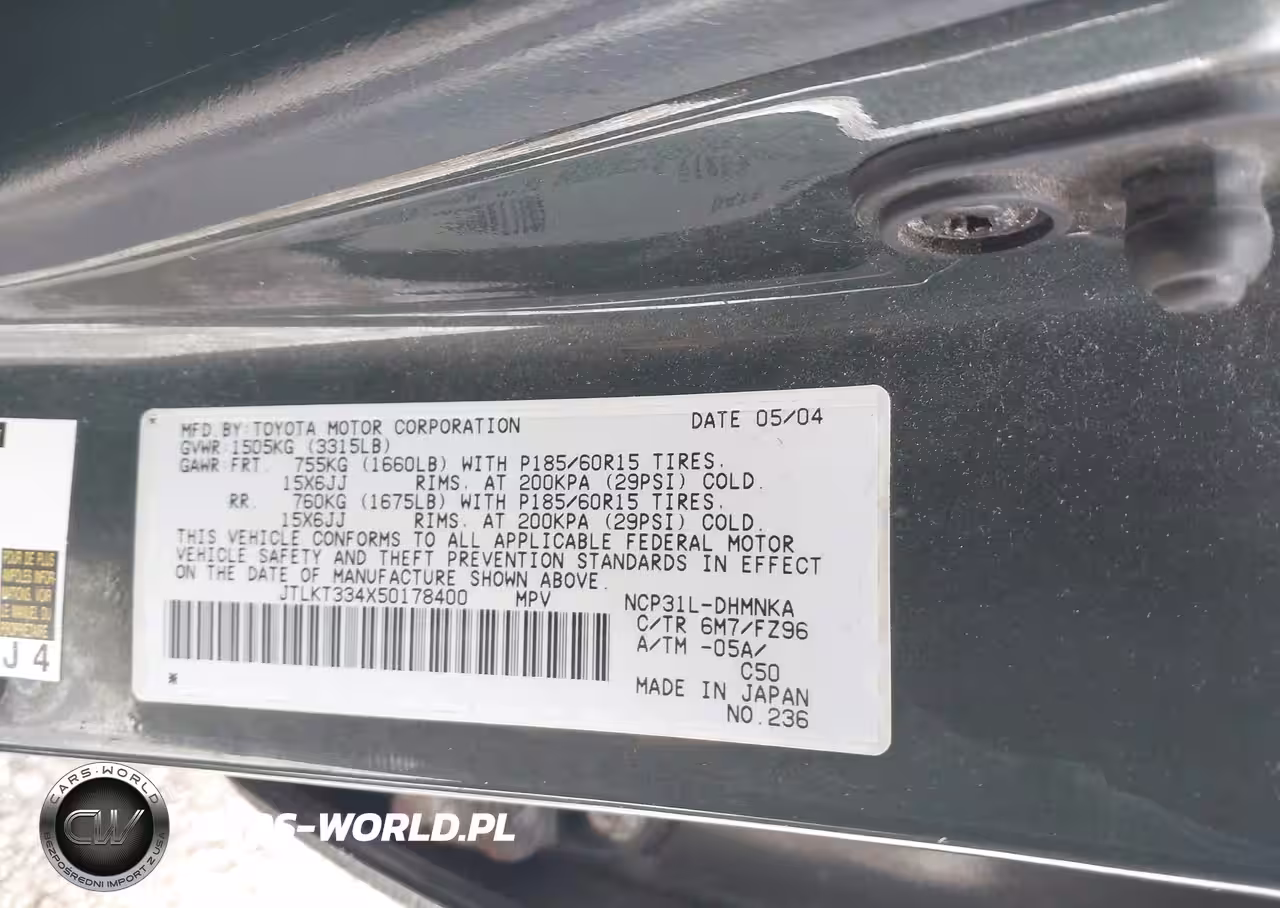 MFD.BY:TOYOTA MOTOR CORPORATION DATE 05/04
GVWR:1505KG (3315LB)
GAWR:FRT. 755KG (1660LB) WITH P185/60R15 TIRES,
15X6JJ RIMS, AT 200KPA (29PSI) COLD.
RR. 760KG (1675LB) WITH P185/60R15 TIRES,
15X6JJ RIMS, AT 200KPA (29PSI) COLD.
THIS VEHICLE CONFORMS TO ALL APPLICABLE FEDERAL MOTOR
VEHICLE SAFETY AND THEFT PREVENTION STANDARDS IN EFFECT
ON THE DATE OF MANUFACTURE SHOWN ABOVE.
JTLKT334X50178400 MPV
NCP31L-DHMNKA
C/TR 6M7/FZ96
A/TM -05A/
C50
MADE IN JAPAN
NO.236
J 4
CARS-WORLD
CW
BEZPOŚREDNI IMPORT Z USA
CARS-WORLD.PL